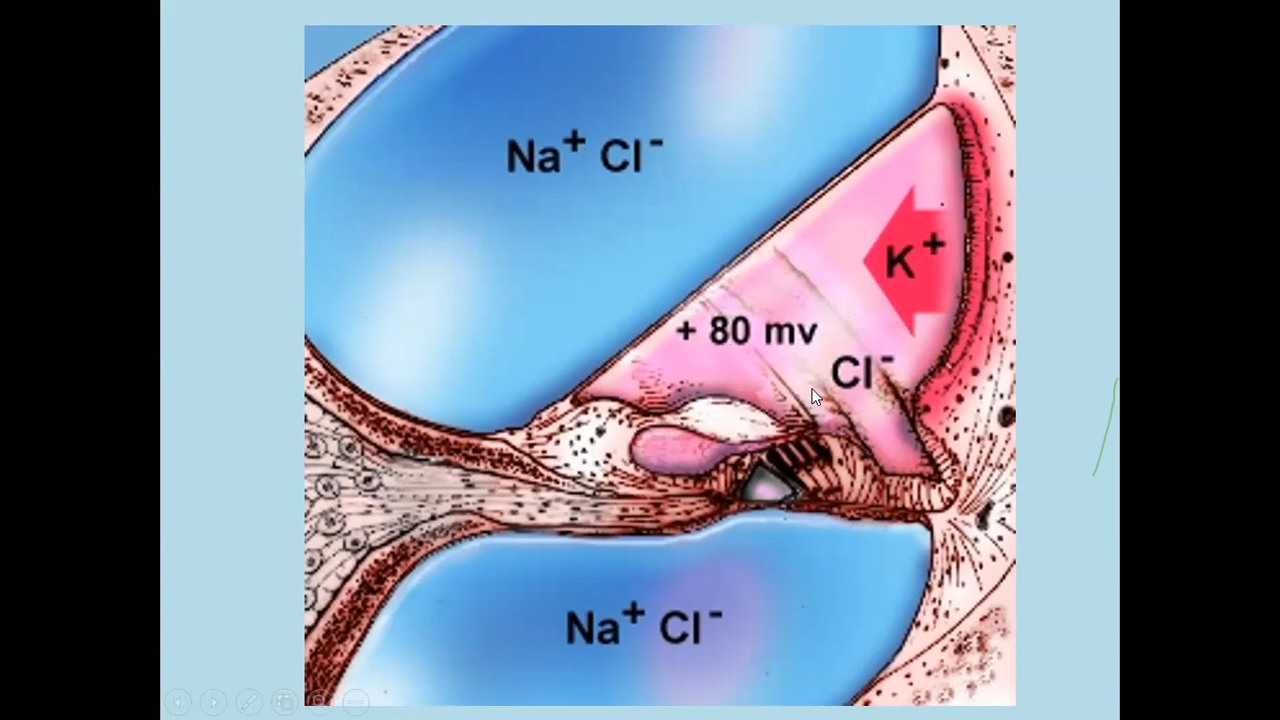 Na⁺ Cl⁻
K⁺
+ 80 mv
Cl⁻
Na⁺ Cl⁻